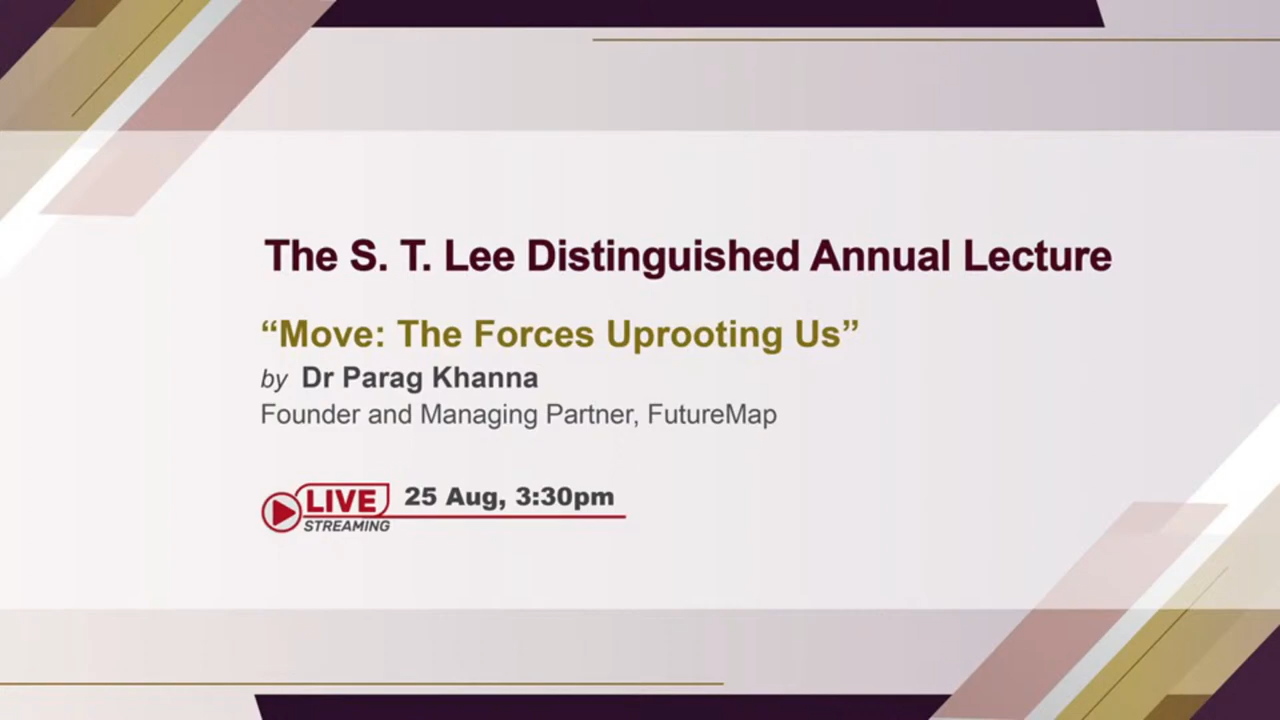 The S. T. Lee Distinguished Annual Lecture
“Move: The Forces Uprooting Us”
by Dr Parag Khanna
Founder and Managing Partner, FutureMap
LIVE 25 Aug, 3:30pm
STREAMING